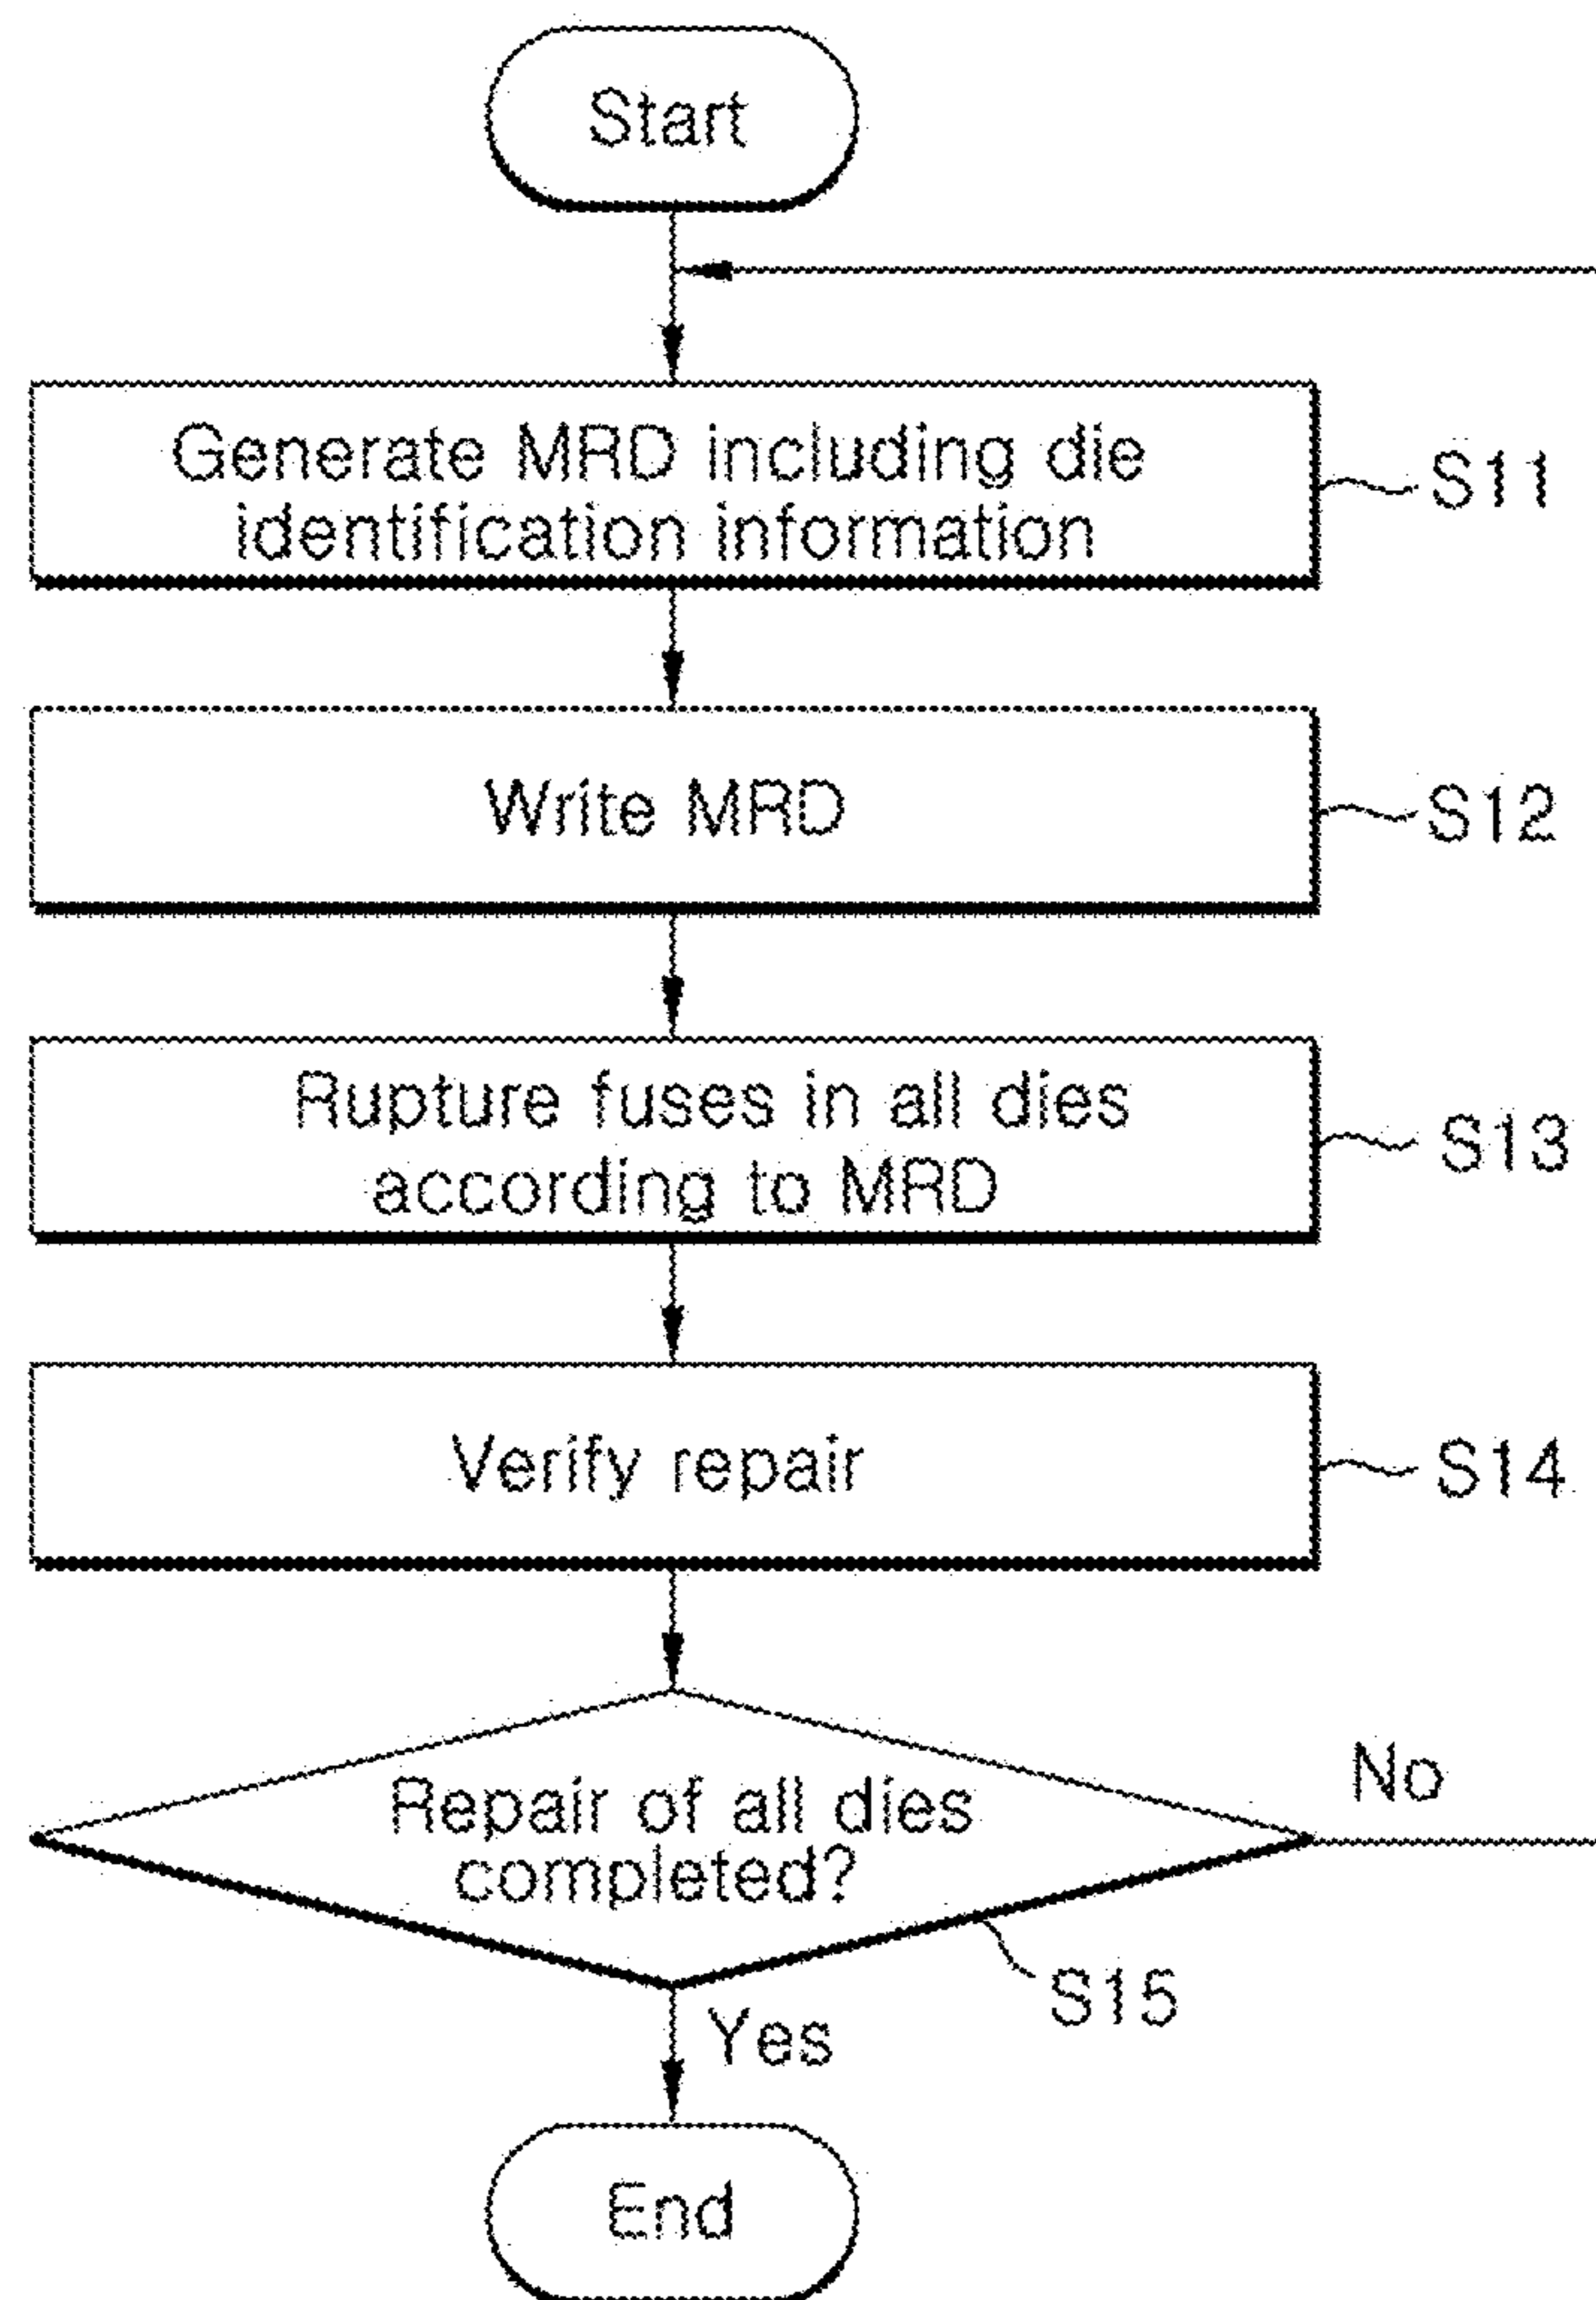 Start
Generate MRD including die
identification information
S11
Write MRD
S12
Rupture fuses in all dies
according to MRD
S13
Verify repair
S14
Repair of all dies
completed?
No
S15
Yes
End